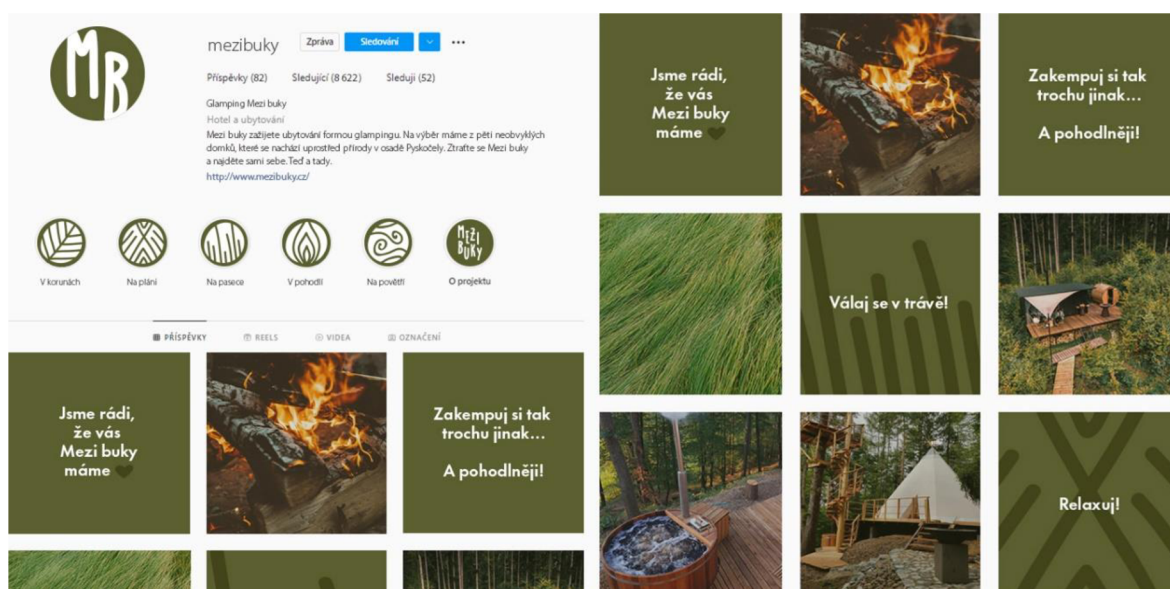 MB
mezibuky
Zpráva
Sledování
Příspěvky (82)
Sledující (8 622)
Sleduji (52)
Glamping Mezi buky
Hotel a ubytování
Mezi buky zažijete ubytování formou glampingu. Na výběr máme z pěti neobvyklých
domků, které se nachází uprostřed přírody v osadě Pyskočely. Ztraťte se Mezi buky
a najděte sami sebe. Teď a tady.
http://www.mezibuky.cz/
MEZI
BUKY
V korunách
Na pláni
Na pasece
V pohodlí
Na povětří
O projektu
PŘÍSPĚVKY
REELS
VIDEA
OZNAČENÍ
Jsme rádi,
že vás
Mezi buky
máme
Zakempuj si tak
trochu jinak...
A pohodlněji!
Jsme rádi,
že vás
Mezi buky
máme
Zakempuj si tak
trochu jinak...
A pohodlněji!
Válaj se v trávě!
Relaxuj!